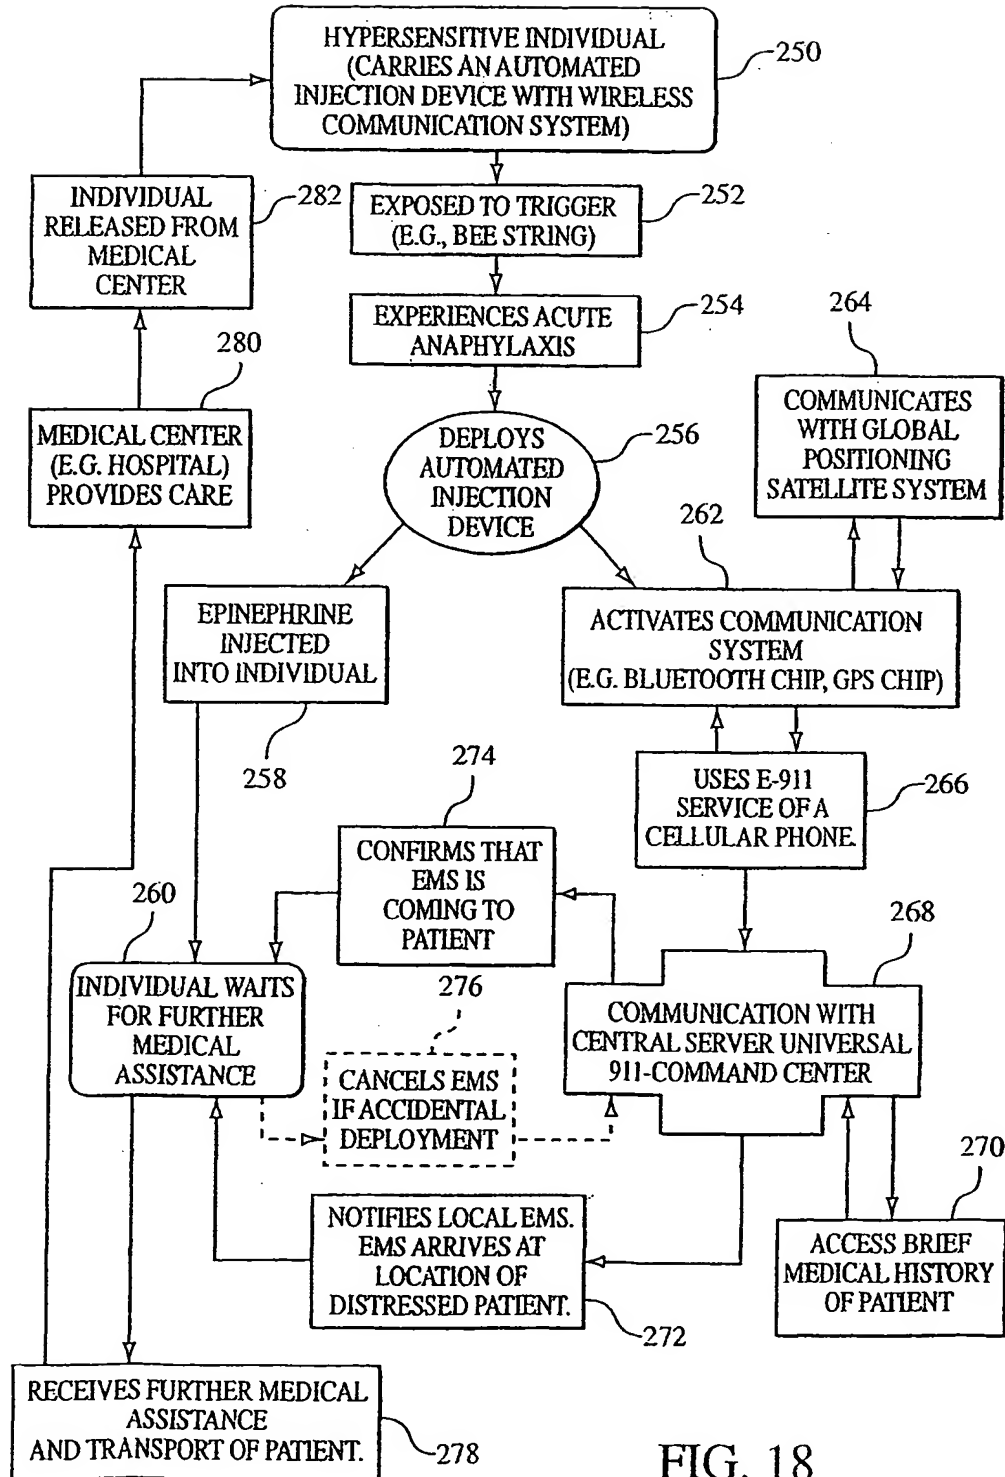 HYPERSENSITIVE INDIVIDUAL
(CARRIES AN AUTOMATED
INJECTION DEVICE WITH WIRELESS
COMMUNICATION SYSTEM)
250
INDIVIDUAL
RELEASED FROM
MEDICAL
CENTER
282
EXPOSED TO TRIGGER
(E.G., BEE STRING)
252
EXPERIENCES ACUTE
ANAPHYLAXIS
254
264
280
COMMUNICATES
WITH GLOBAL
POSITIONING
SATELLITE SYSTEM
MEDICAL CENTER
(E.G. HOSPITAL)
PROVIDES CARE
DEPLOYS
AUTOMATED
INJECTION
DEVICE
256
262
EPINEPHRINE
INJECTED
INTO INDIVIDUAL
258
ACTIVATES COMMUNICATION
SYSTEM
(E.G. BLUETOOTH CHIP, GPS CHIP)
274
USES E-911
SERVICE OF A
CELLULAR PHONE.
266
CONFIRMS THAT
EMS IS
COMING TO
PATIENT
260
268
INDIVIDUAL WAITS
FOR FURTHER
MEDICAL
ASSISTANCE
276
CANCELS EMS
IF ACCIDENTAL
DEPLOYMENT
COMMUNICATION WITH
CENTRAL SERVER UNIVERSAL
911-COMMAND CENTER
270
NOTIFIES LOCAL EMS.
EMS ARRIVES AT
LOCATION OF
DISTRESSED PATIENT.
272
ACCESS BRIEF
MEDICAL HISTORY
OF PATIENT
RECEIVES FURTHER MEDICAL
ASSISTANCE
AND TRANSPORT OF PATIENT.
278
FIG. 18